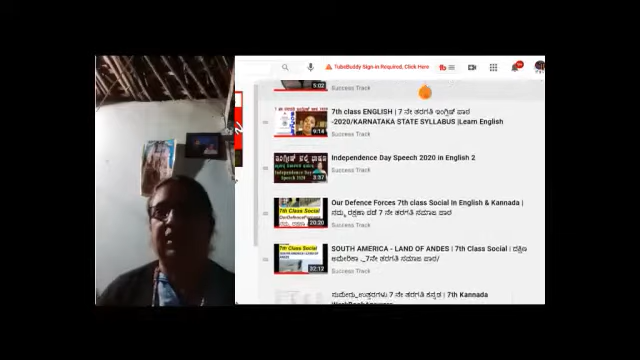 TubeBuddy Sign-in Required, Click Here
5:02
Success Track
7th class ENGLISH | 7 ನೇ ತರಗತಿ ಇಂಗ್ಲಿಷ್ ಪಾಠ
-2020/KARNATAKA STATE SYLLABUS |Learn English
9:18
Success Track
Independence Day Speech 2020 in English 2
Independence Day
Speech 2020
3:57
Success Track
Our Defence Forces 7th class Social In English & Kannada |
ನಮ್ಮ ರಕ್ಷಣಾ ಪಡೆ 7 ನೇ ತರಗತಿ ಸಮಾಜ ಪಾಠ
7th Class Social
20:20
Success Track
SOUTH AMERICA - LAND OF ANDES | 7th Class Social | ದಕ್ಷಿಣ
ಅಮೇರಿಕಾ ._7ನೇ ತರಗತಿ ಸಮಾಜ ಪಾಠ/
7th Class Social
32:12
Success Track
7 ನೇ ತರಗತಿ ಕನ್ನಡ | 7th Kannada